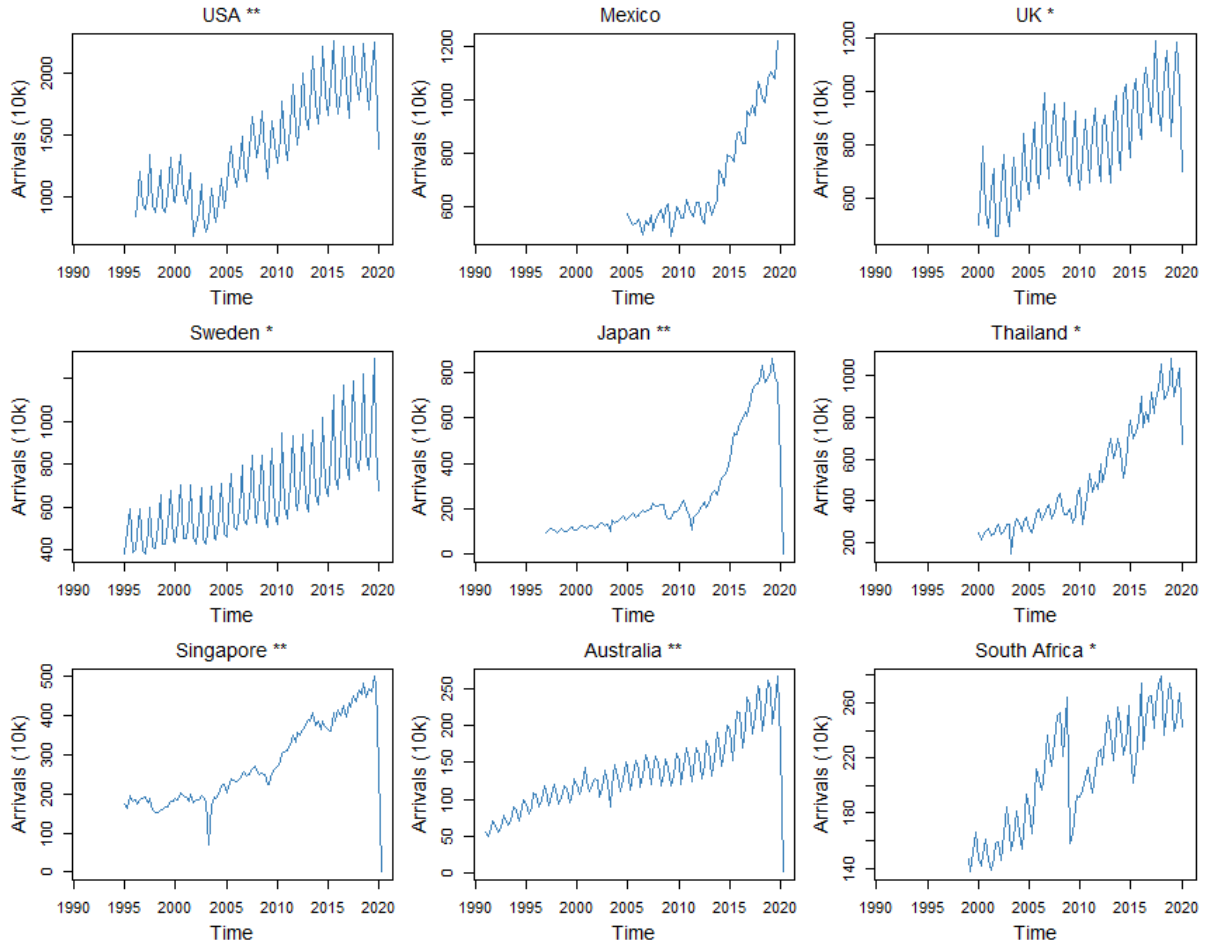 USA ** Mexico UK *
Arrivals (10k) 1000 1500 2000 Arrivals (10k) 600 800 1000 1200 Arrivals (10k) 600 800 1000 1200
1990 1995 2000 2005 2010 2015 2020 1990 1995 2000 2005 2010 2015 2020 1990 1995 2000 2005 2010 2015 2020
Time Time Time
Sweden * Japan ** Thailand *
Arrivals (10k) 400 600 800 1000 Arrivals (10k) 0 200 400 600 800 Arrivals (10k) 200 400 600 800 1000
1990 1995 2000 2005 2010 2015 2020 1990 1995 2000 2005 2010 2015 2020 1990 1995 2000 2005 2010 2015 2020
Time Time Time
Singapore ** Australia ** South Africa *
Arrivals (10k) 0 100 200 300 400 500 Arrivals (10k) 0 50 100 150 200 250 Arrivals (10k) 140 180 220 260
1990 1995 2000 2005 2010 2015 2020 1990 1995 2000 2005 2010 2015 2020 1990 1995 2000 2005 2010 2015 2020
Time Time Time